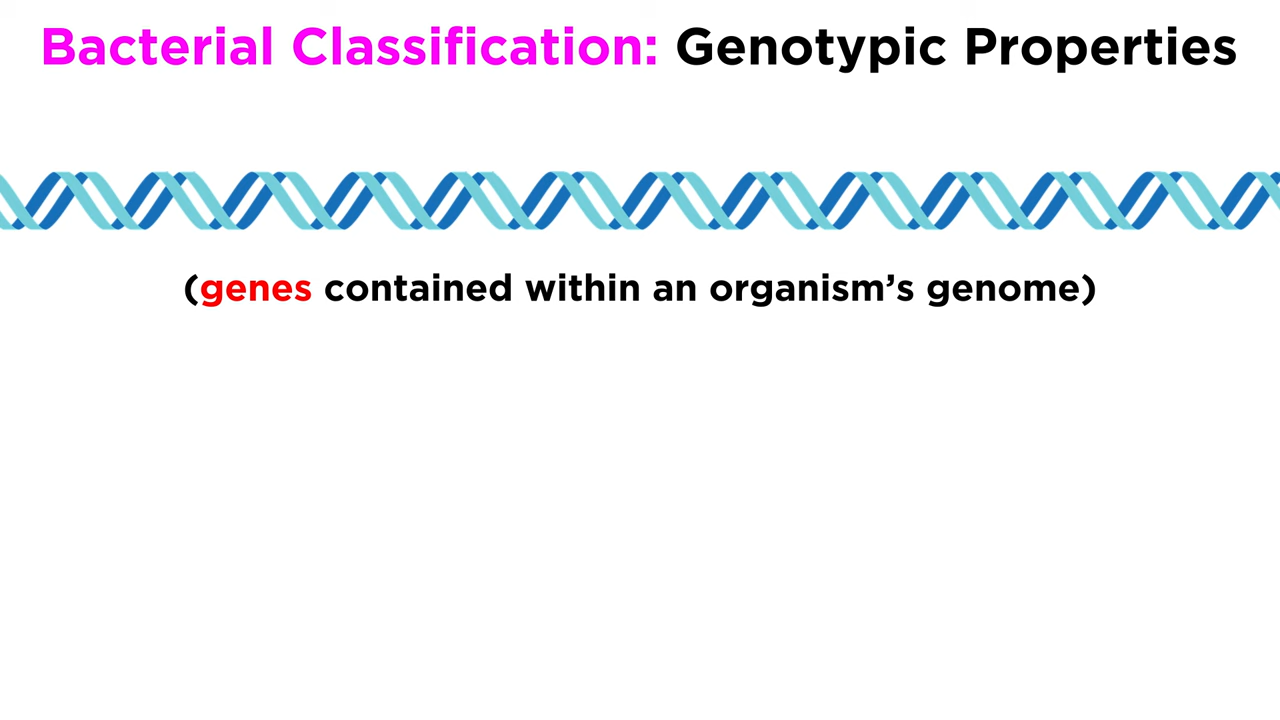 Bacterial Classification: Genotypic Properties
(genes contained within an organism’s genome)